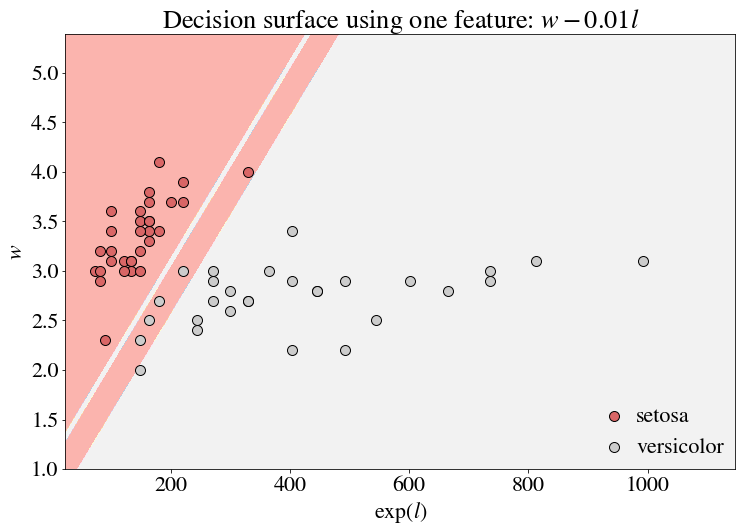 Decision surface using one feature: w − 0.01l
5.0
4.5
4.0
3.5
3.0
2.5
2.0
1.5
1.0
w
200 400 600 800 1000
exp(l)
setosa
versicolor